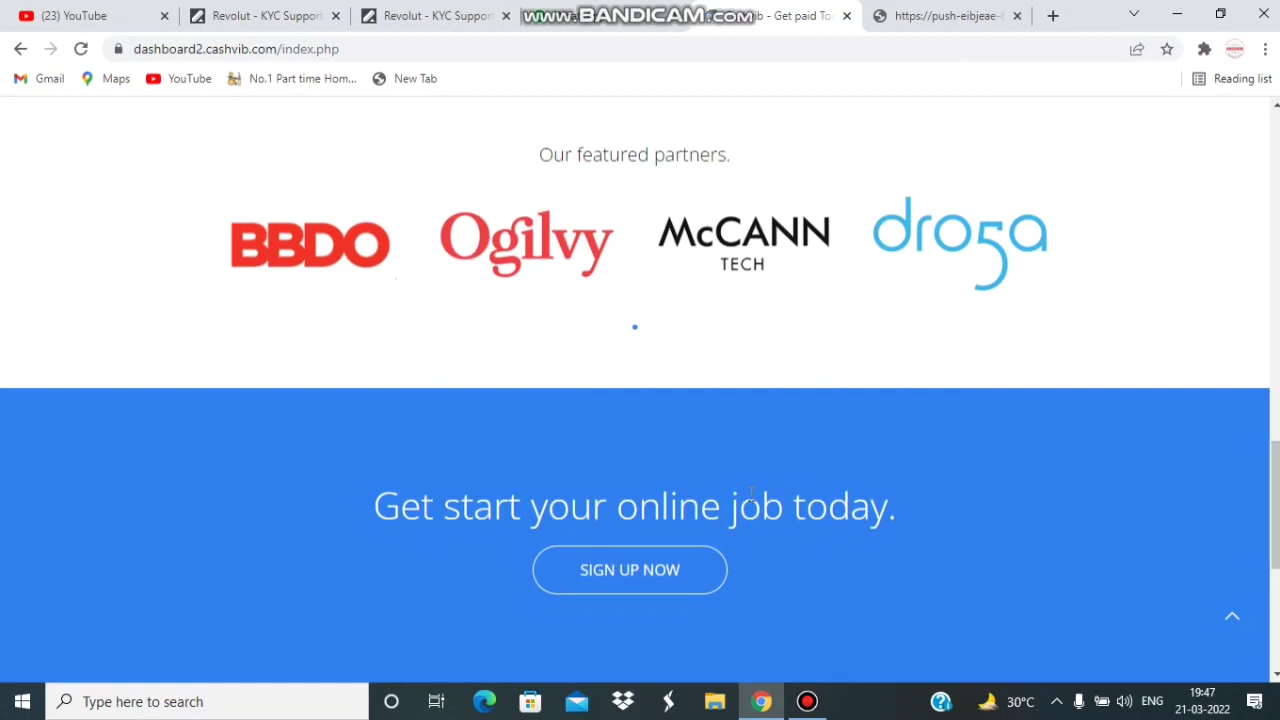 (23) YouTube
Revolut - KYC Support
Revolut - KYC Support
WWW.BANDICAM.COM
- Get paid To
https://push-eibjeae-
dashboard2.cashvib.com/index.php
Gmail
Maps
YouTube
No.1 Part time Hom...
New Tab
Reading list
Our featured partners.
BBDO
Ogilvy
McCANN
TECH
droga
Get start your online job today.
SIGN UP NOW
Type here to search
30°C
ENG
19:47
21-03-2022